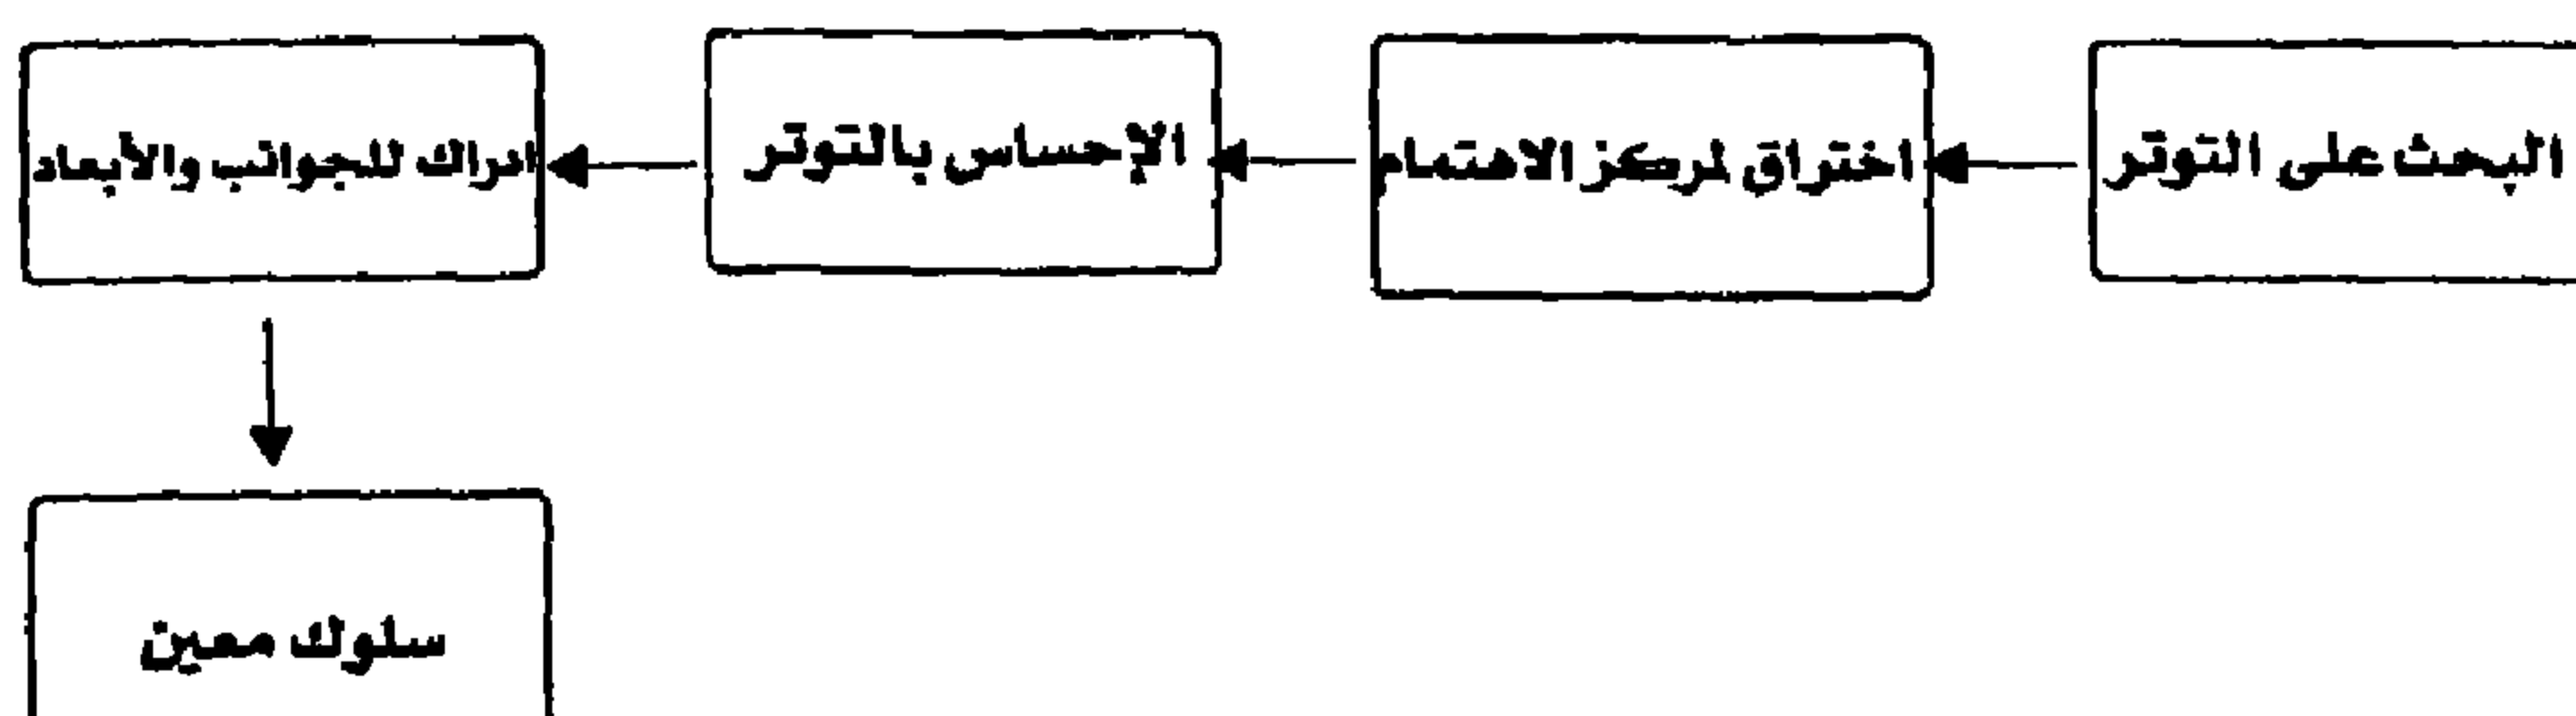 البحث على التوتر
اختراق لمركز الاهتمام
الإحساس بالتوتر
ادراك للجوانب والأبعاد
سلوك معين